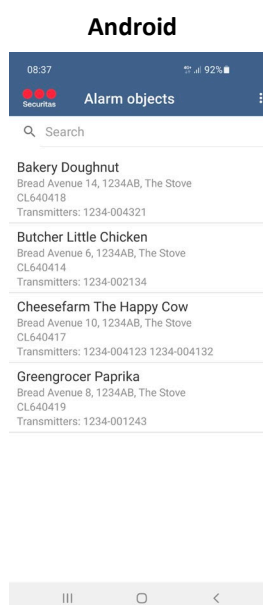 Android
08:37
92%
Securitas
Alarm objects
Search
Bakery Doughnut
Bread Avenue 14, 1234AB, The Stove
CL640418
Transmitters: 1234-004321
Butcher Little Chicken
Bread Avenue 6, 1234AB, The Stove
CL640414
Transmitters: 1234-002134
Cheesefarm The Happy Cow
Bread Avenue 10, 1234AB, The Stove
CL640417
Transmitters: 1234-004123 1234-004132
Greengrocer Paprika
Bread Avenue 8, 1234AB, The Stove
CL640419
Transmitters: 1234-001243